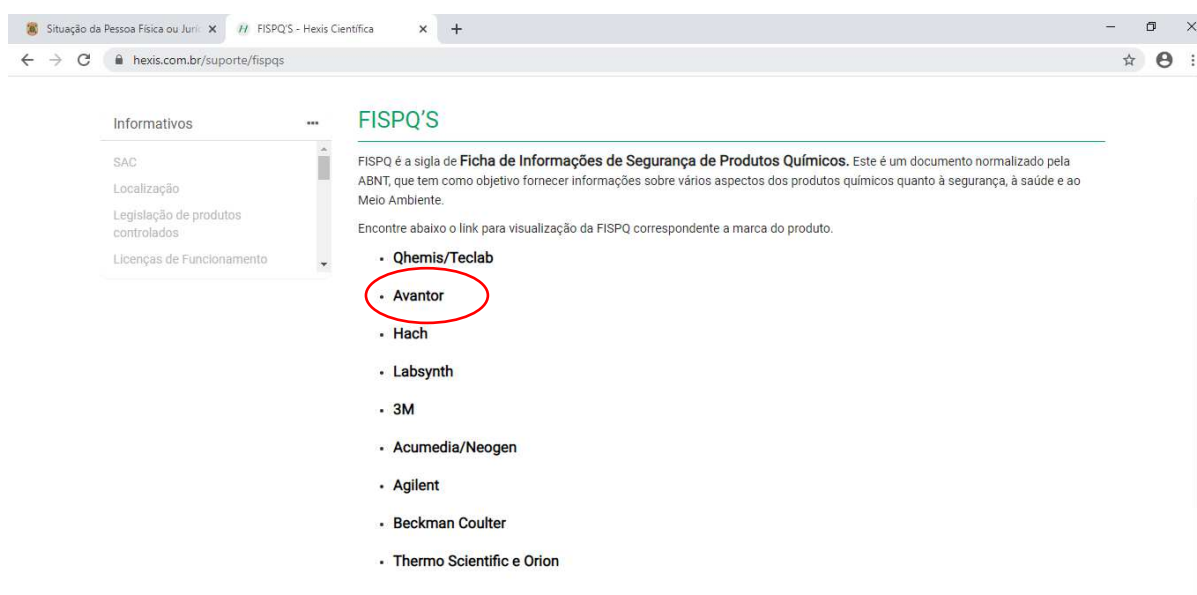 Situação da Pessoa Física ou Juríc
FISPQ'S - Hexis Científica
hexis.com.br/suporte/fispqs
Informativos
SAC
Localização
Legislação de produtos
controlados
Licenças de Funcionamento
FISPQ'S
FISPQ é a sigla de Ficha de Informações de Segurança de Produtos Químicos. Este é um documento normalizado pela
ABNT, que tem como objetivo fornecer informações sobre vários aspectos dos produtos químicos quanto à segurança, à saúde e ao
Meio Ambiente.
Encontre abaixo o link para visualização da FISPQ correspondente a marca do produto.
Qhemis/Teclab
Avantor
Hach
Labsynth
3M
Acumedia/Neogen
Agilent
Beckman Coulter
Thermo Scientific e Orion